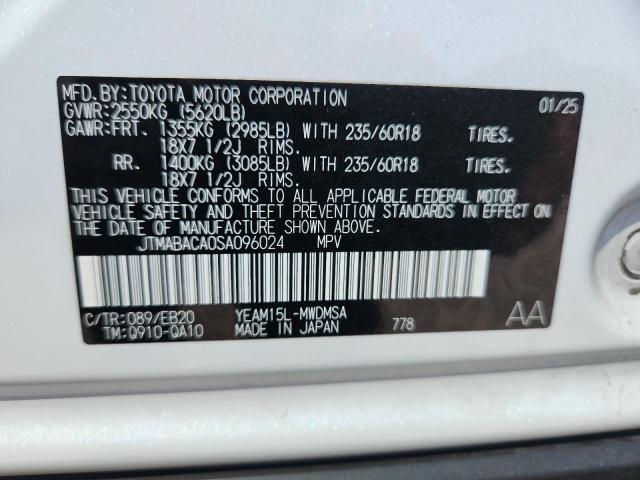 MFD.BY:TOYOTA MOTOR CORPORATION 01/25
GVWR:2550KG (5620LB)
GAWR:FRT. 1355KG (2985LB) WITH 235/60R18 TIRES.
18X7 1/2J RIMS.
RR. 1400KG (3085LB) WITH 235/60R18 TIRES.
18X7 1/2J RIMS.
THIS VEHICLE CONFORMS TO ALL APPLICABLE FEDERAL MOTOR
VEHICLE SAFETY AND THEFT PREVENTION STANDARDS IN EFFECT ON
THE DATE OF MANUFACTURE SHOWN ABOVE.
JTMABACA0SA096024 MPV
C/TR:089/EB20 YEAM15L-MWDMSA AA
TM:Q910-QA10 MADE IN JAPAN 778